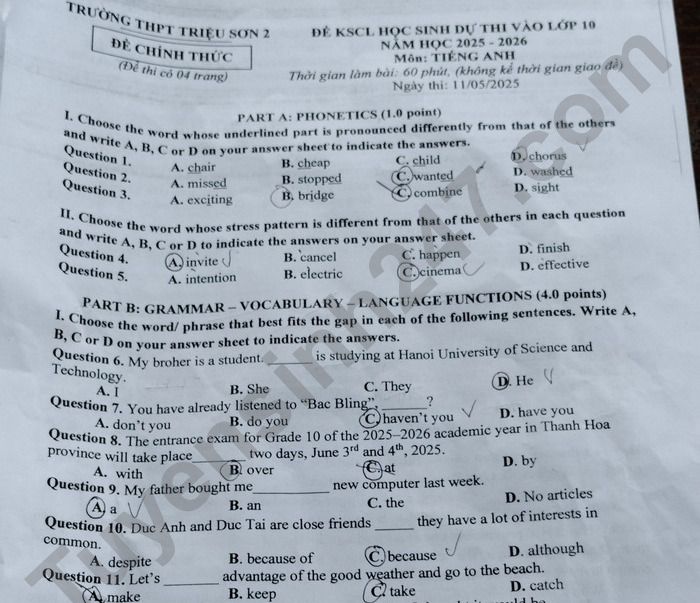 TRƯỜNG THPT TRIỆU SƠN 2
ĐỀ CHÍNH THỨC
(Đề thi có 04 trang)
ĐỀ KSCL HỌC SINH DỰ THI VÀO LỚP 10
NĂM HỌC 2025 - 2026
Môn: TIẾNG ANH
Thời gian làm bài: 60 phút, (không kể thời gian giao đề)
Ngày thi: 11/05/2025
PART A: PHONETICS (1.0 point)
I. Choose the word whose underlined part is pronounced differently from that of the others
and write A, B, C or D on your answer sheet to indicate the answers.
Question 1. A. chair B. cheap C. child D. chorus
Question 2. A. missed B. stopped C. wanted D. washed
Question 3. A. exciting B. bridge C. combine D. sight
II. Choose the word whose stress pattern is different from that of the others in each question
and write A, B, C or D to indicate the answers on your answer sheet.
Question 4. A. invite B. cancel C. happen D. finish
Question 5. A. intention B. electric C. cinema D. effective
PART B: GRAMMAR – VOCABULARY – LANGUAGE FUNCTIONS (4.0 points)
I. Choose the word/ phrase that best fits the gap in each of the following sentences. Write A,
B, C or D on your answer sheet to indicate the answers.
Question 6. My broher is a student. ______ is studying at Hanoi University of Science and
Technology.
A. I B. She C. They D. He
Question 7. You have already listened to “Bac Bling”, ______?
A. don’t you B. do you C. haven’t you D. have you
Question 8. The entrance exam for Grade 10 of the 2025–2026 academic year in Thanh Hoa
province will take place ______ two days, June 3rd and 4th, 2025.
A. with B. over C. at D. by
Question 9. My father bought me______ new computer last week.
A. a B. an C. the D. No articles
Question 10. Duc Anh and Duc Tai are close friends ______ they have a lot of interests in
common.
A. despite B. because of C. because D. although
Question 11. Let’s ______ advantage of the good weather and go to the beach.
A. make B. keep C. take D. catch
Tuyensinh247.com